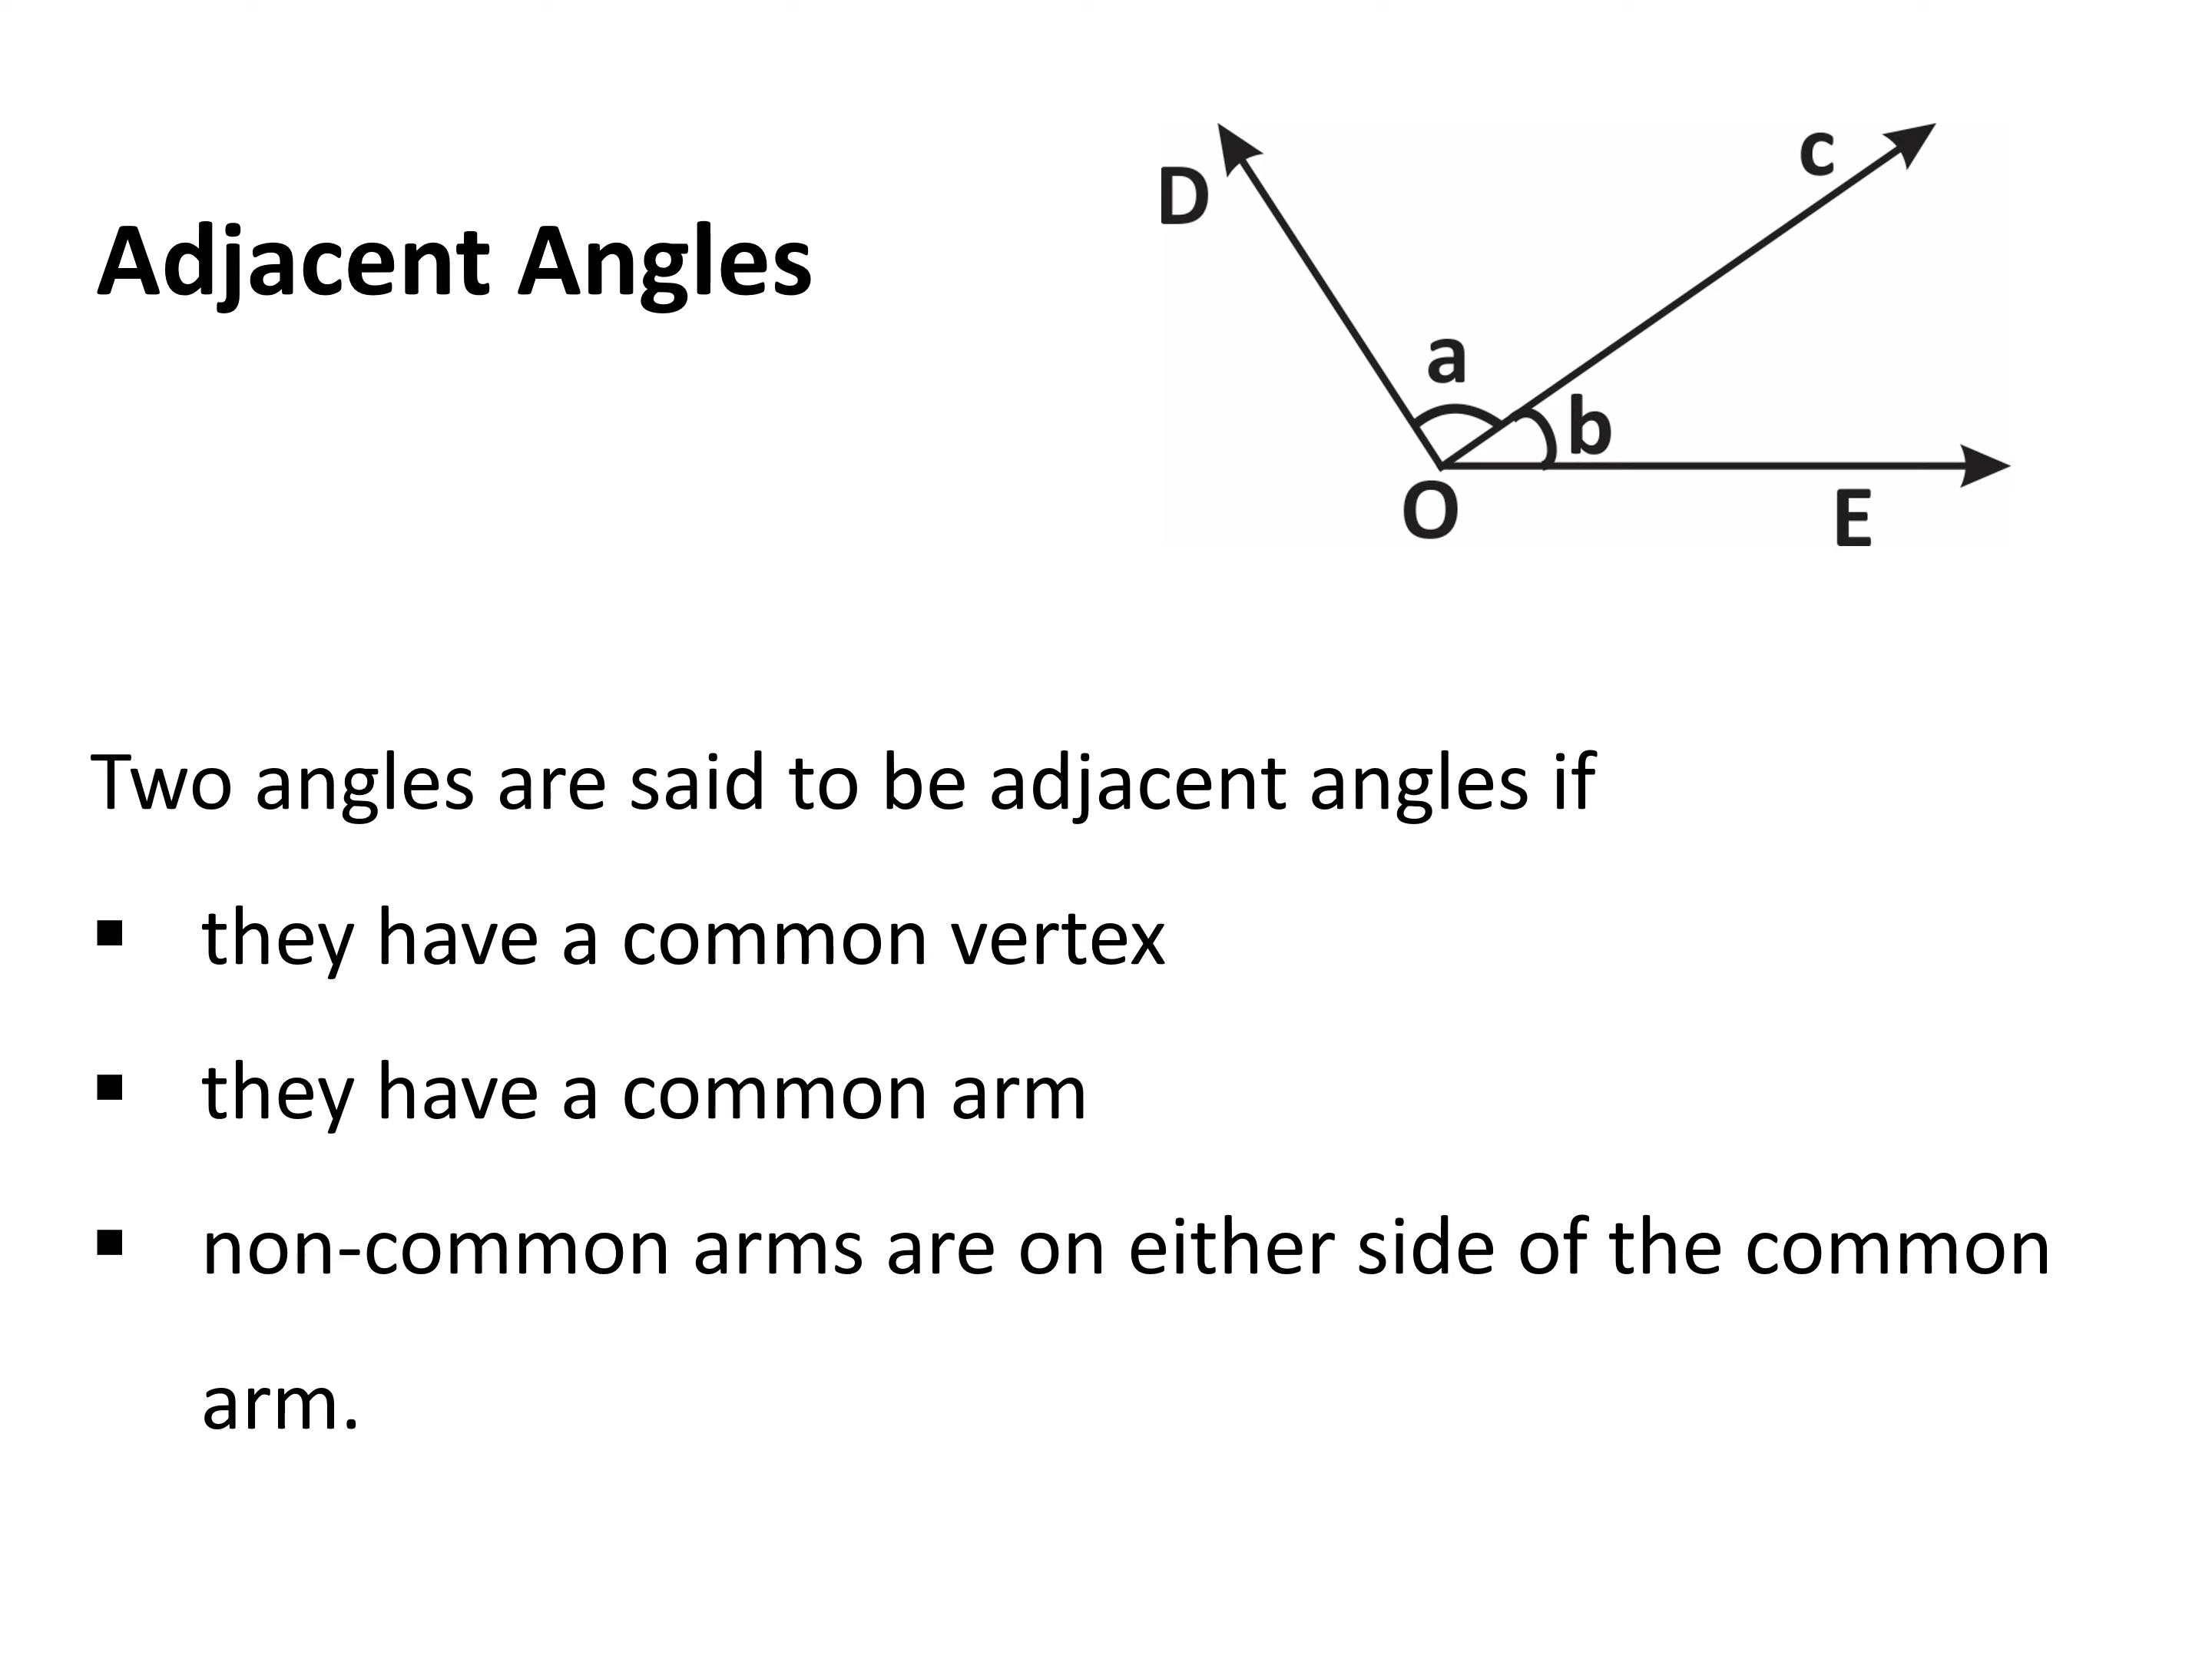 Adjacent Angles
D
c
a
b
O
E
Two angles are said to be adjacent angles if
▪ they have a common vertex
▪ they have a common arm
▪ non-common arms are on either side of the common
arm.